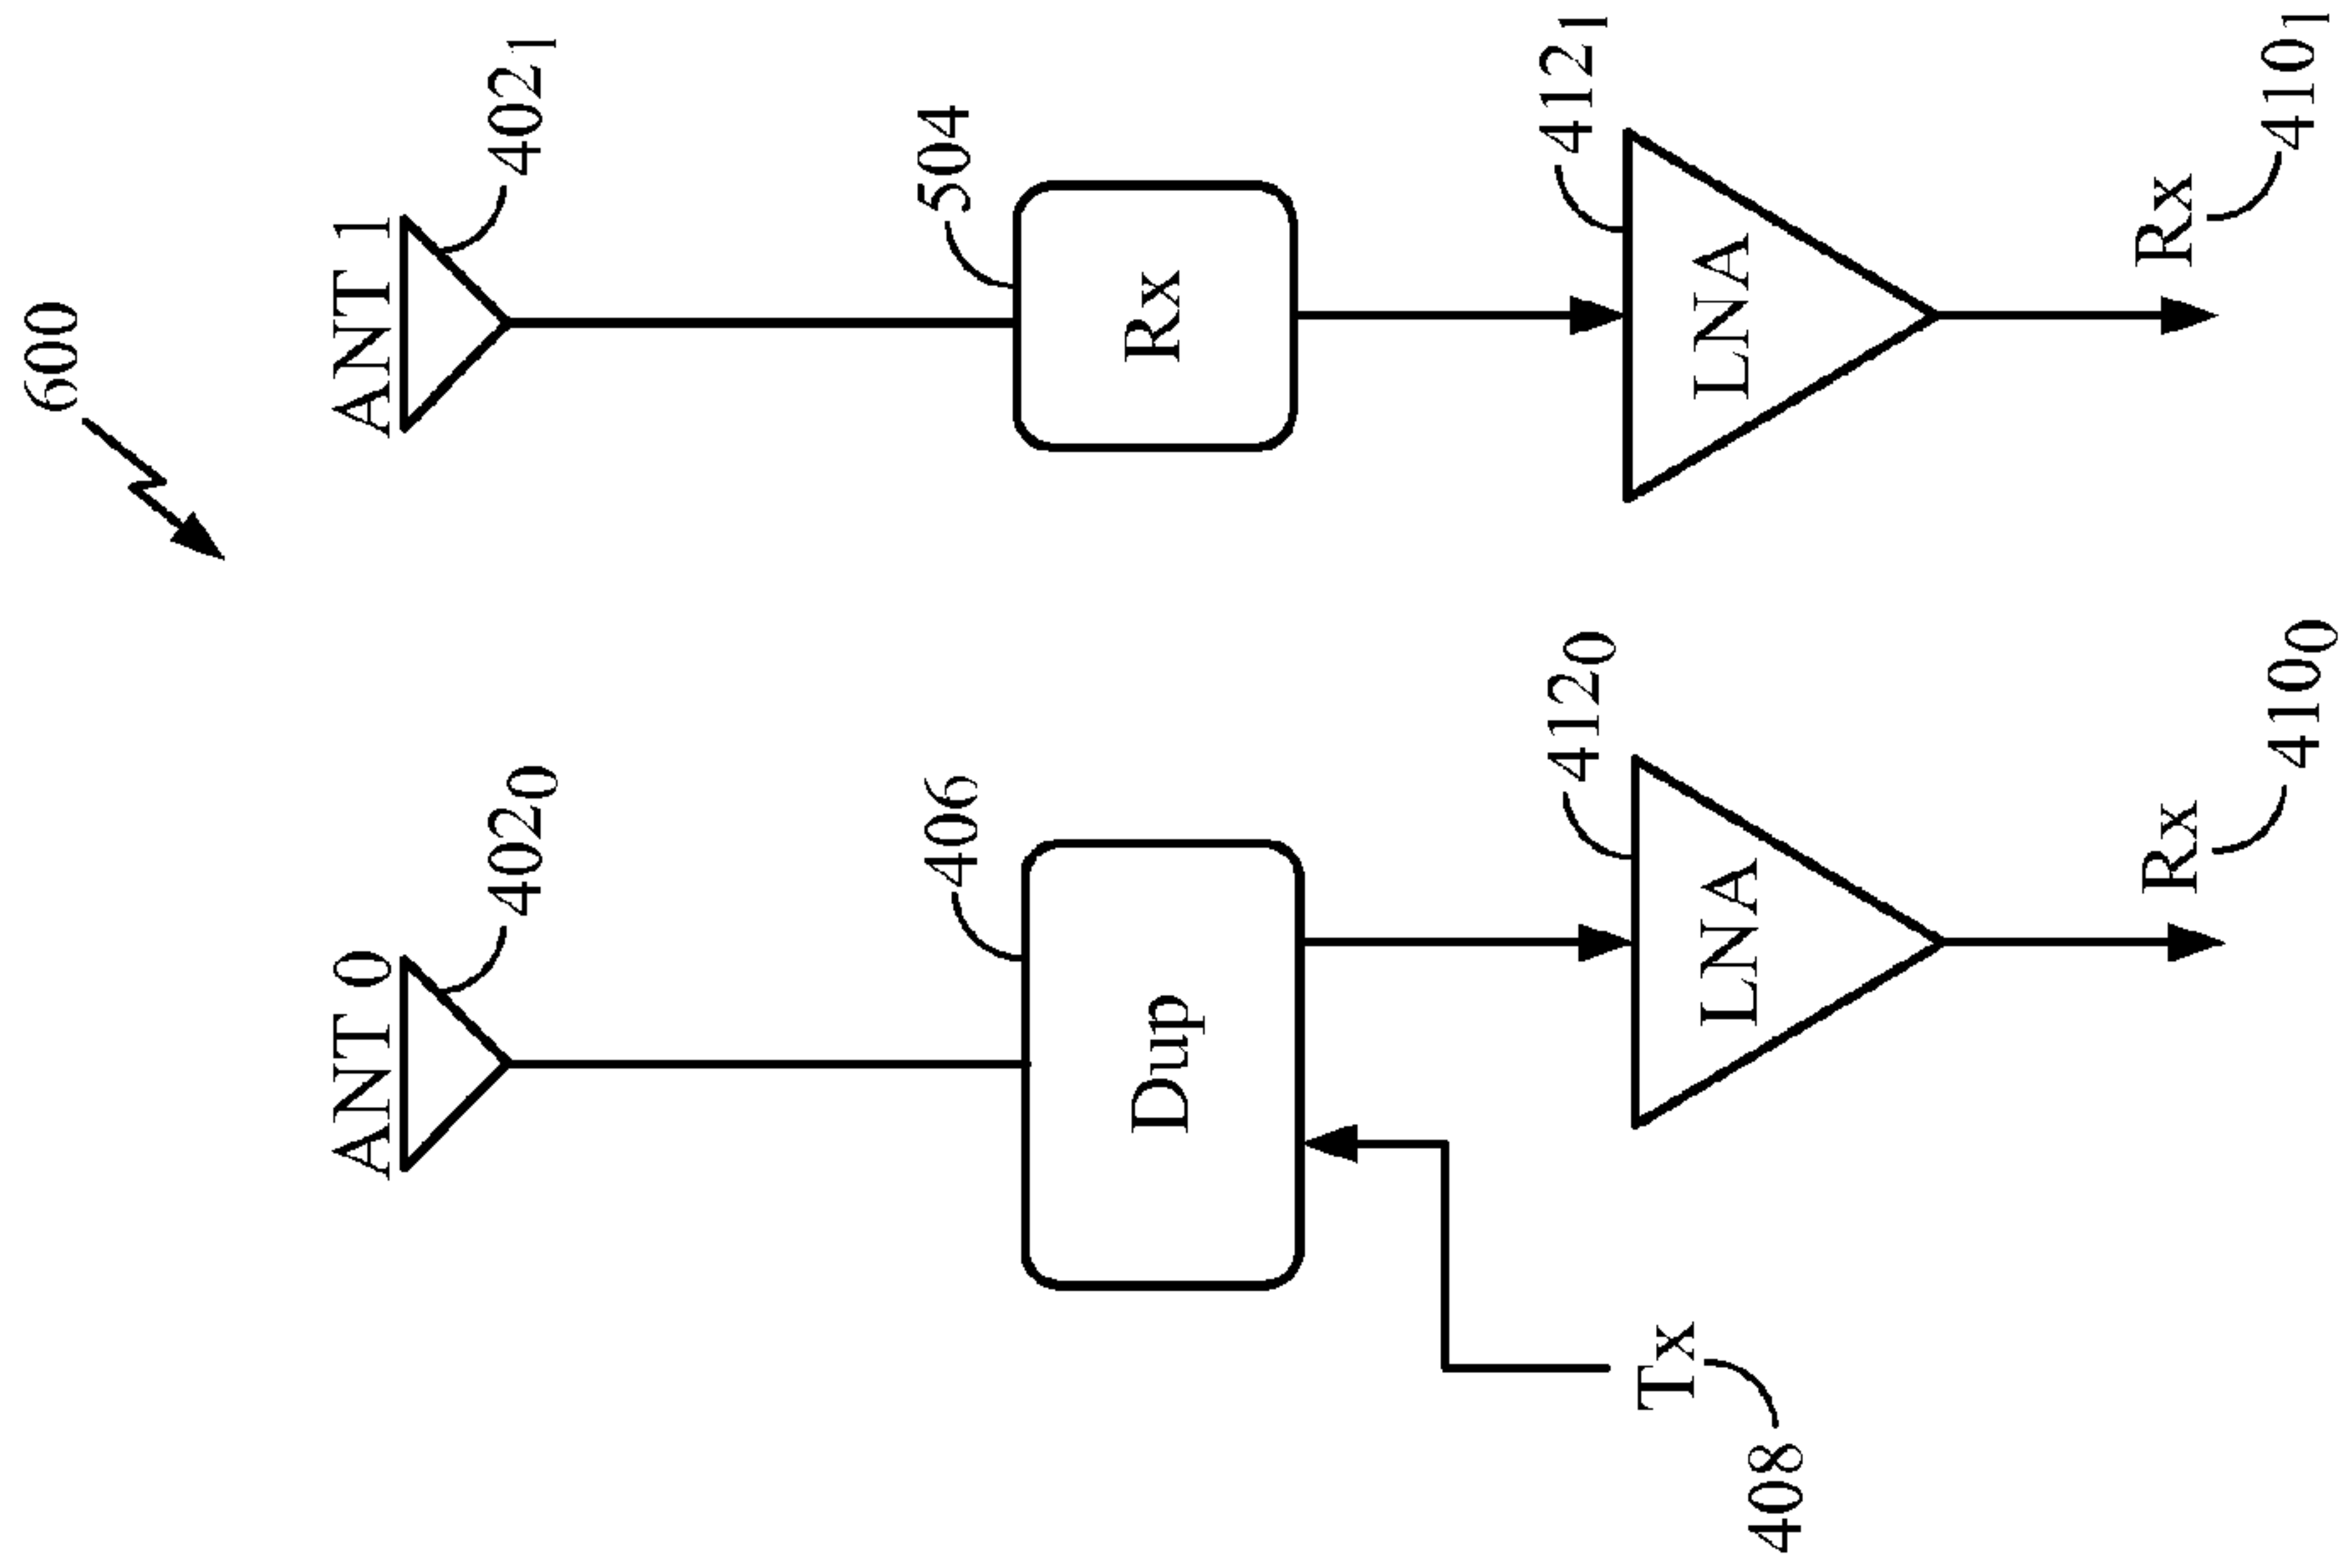 600
ANT 1
402₁
504
Rx
412₁
LNA
Rx
410₁
ANT 0
402₀
406
Dup
412₀
LNA
Rx
410₀
Tx
408